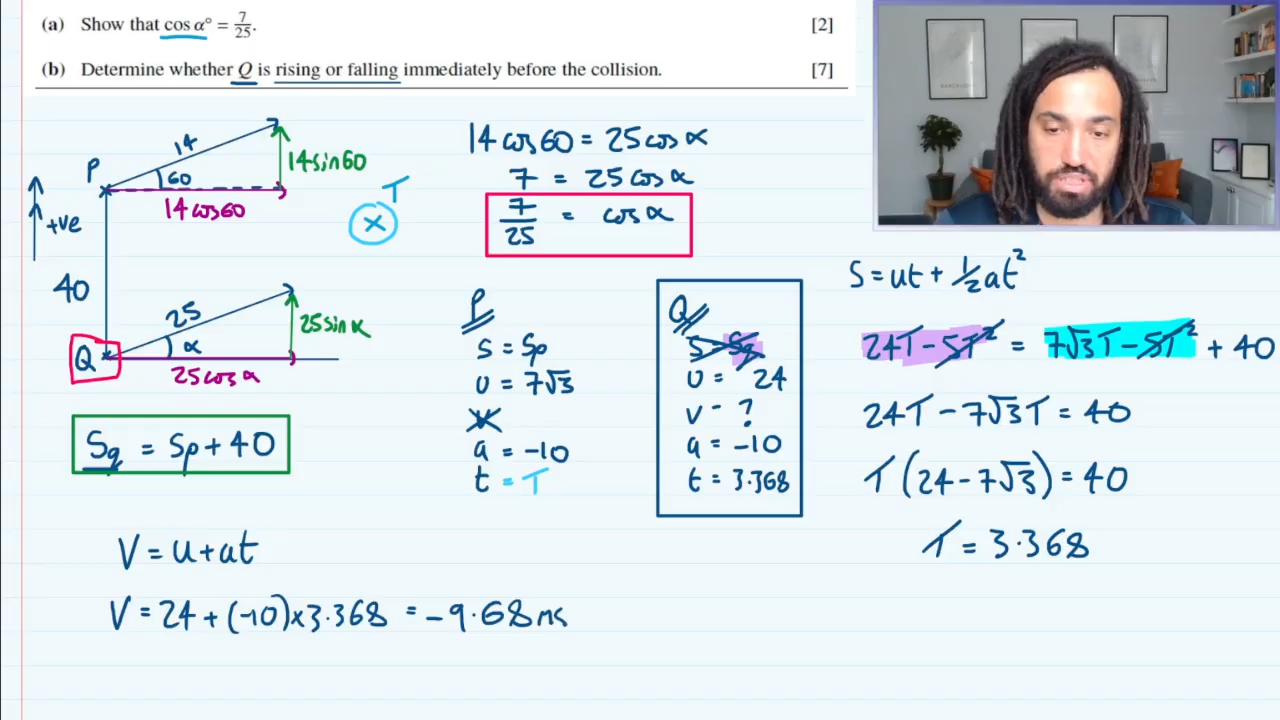 (a) Show that cos α° = 7/25. [2]
(b) Determine whether Q is rising or falling immediately before the collision. [7]
P
14
60
14sin60
14cos60
+ve
T
40
Q
25
α
25sinα
25cosα
Sq = Sp + 40
14cos60 = 25cosα
7 = 25cosα
7/25 = cosα
P
S = Sp
U = 7√3
V
a = -10
t = T
Q
S = Sq
U = 24
V = ?
a = -10
t = 3.368
S = ut + 1/2at²
24T - 5T² = 7√3T - 5T² + 40
24T - 7√3T = 40
T(24 - 7√3) = 40
T = 3.368
V = u + at
V = 24 + (-10) × 3.368 = -9.68ms